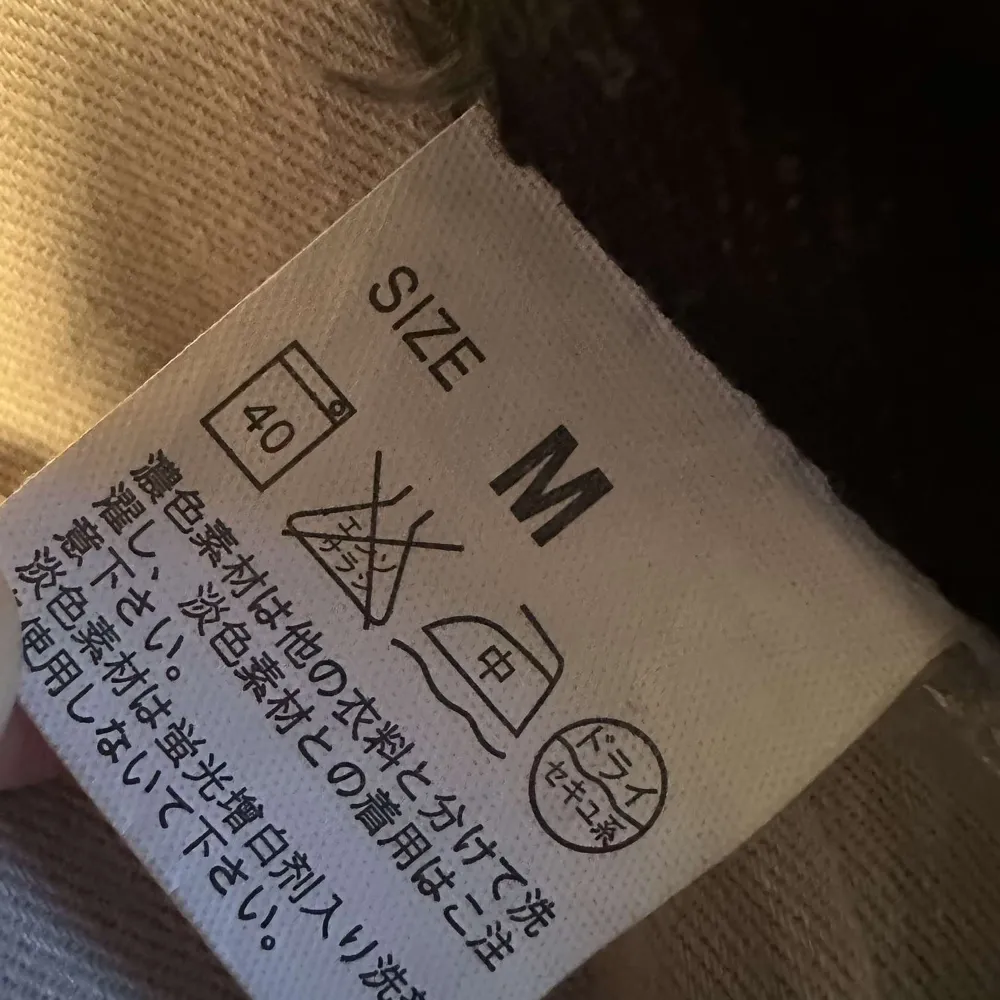 SIZE
M
40
エンソ
サラシ
中
ドライ
セキュ系
濃色素材は他の衣料と分けて洗
濯し、淡色素材との着用はご注
意下さい。
淡色素材は蛍光増白剤入り洗剤
使用しないて下さい。